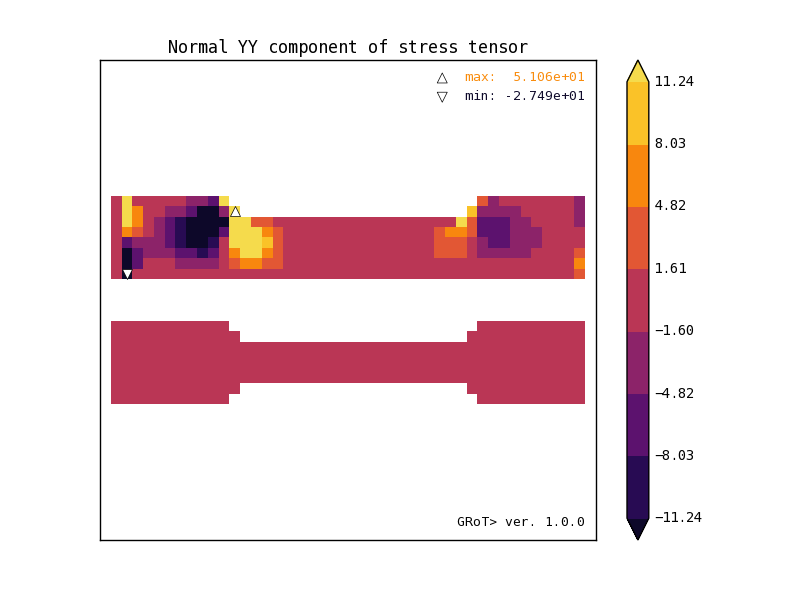 Normal YY component of stress tensor
△ max: 5.106e+01
▽ min: -2.749e+01
11.24
8.03
4.82
1.61
−1.60
−4.82
−8.03
−11.24
GRoT> ver. 1.0.0